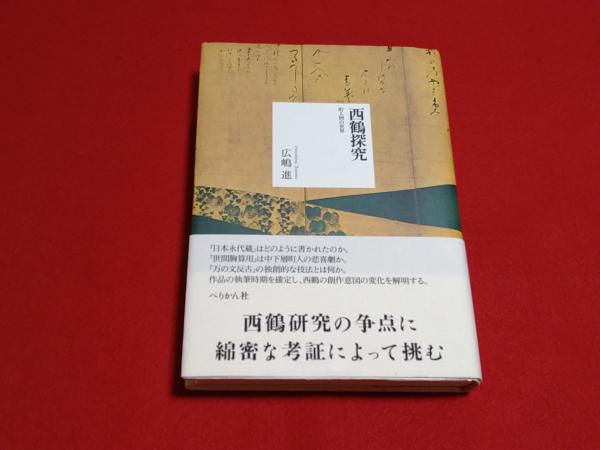 西鶴探究
町人物の世界
広嶋 進
Hiroshima Susumu
『日本永代蔵』はどのように書かれたのか。
『世間胸算用』は中下層町人の悲喜劇か。
『万の文反古』の独創的な技法とは何か。
作品の執筆時期を確定し、西鶴の創作意図の変化を解明する。
ぺりかん社
西鶴研究の争点に
綿密な考証によって挑む